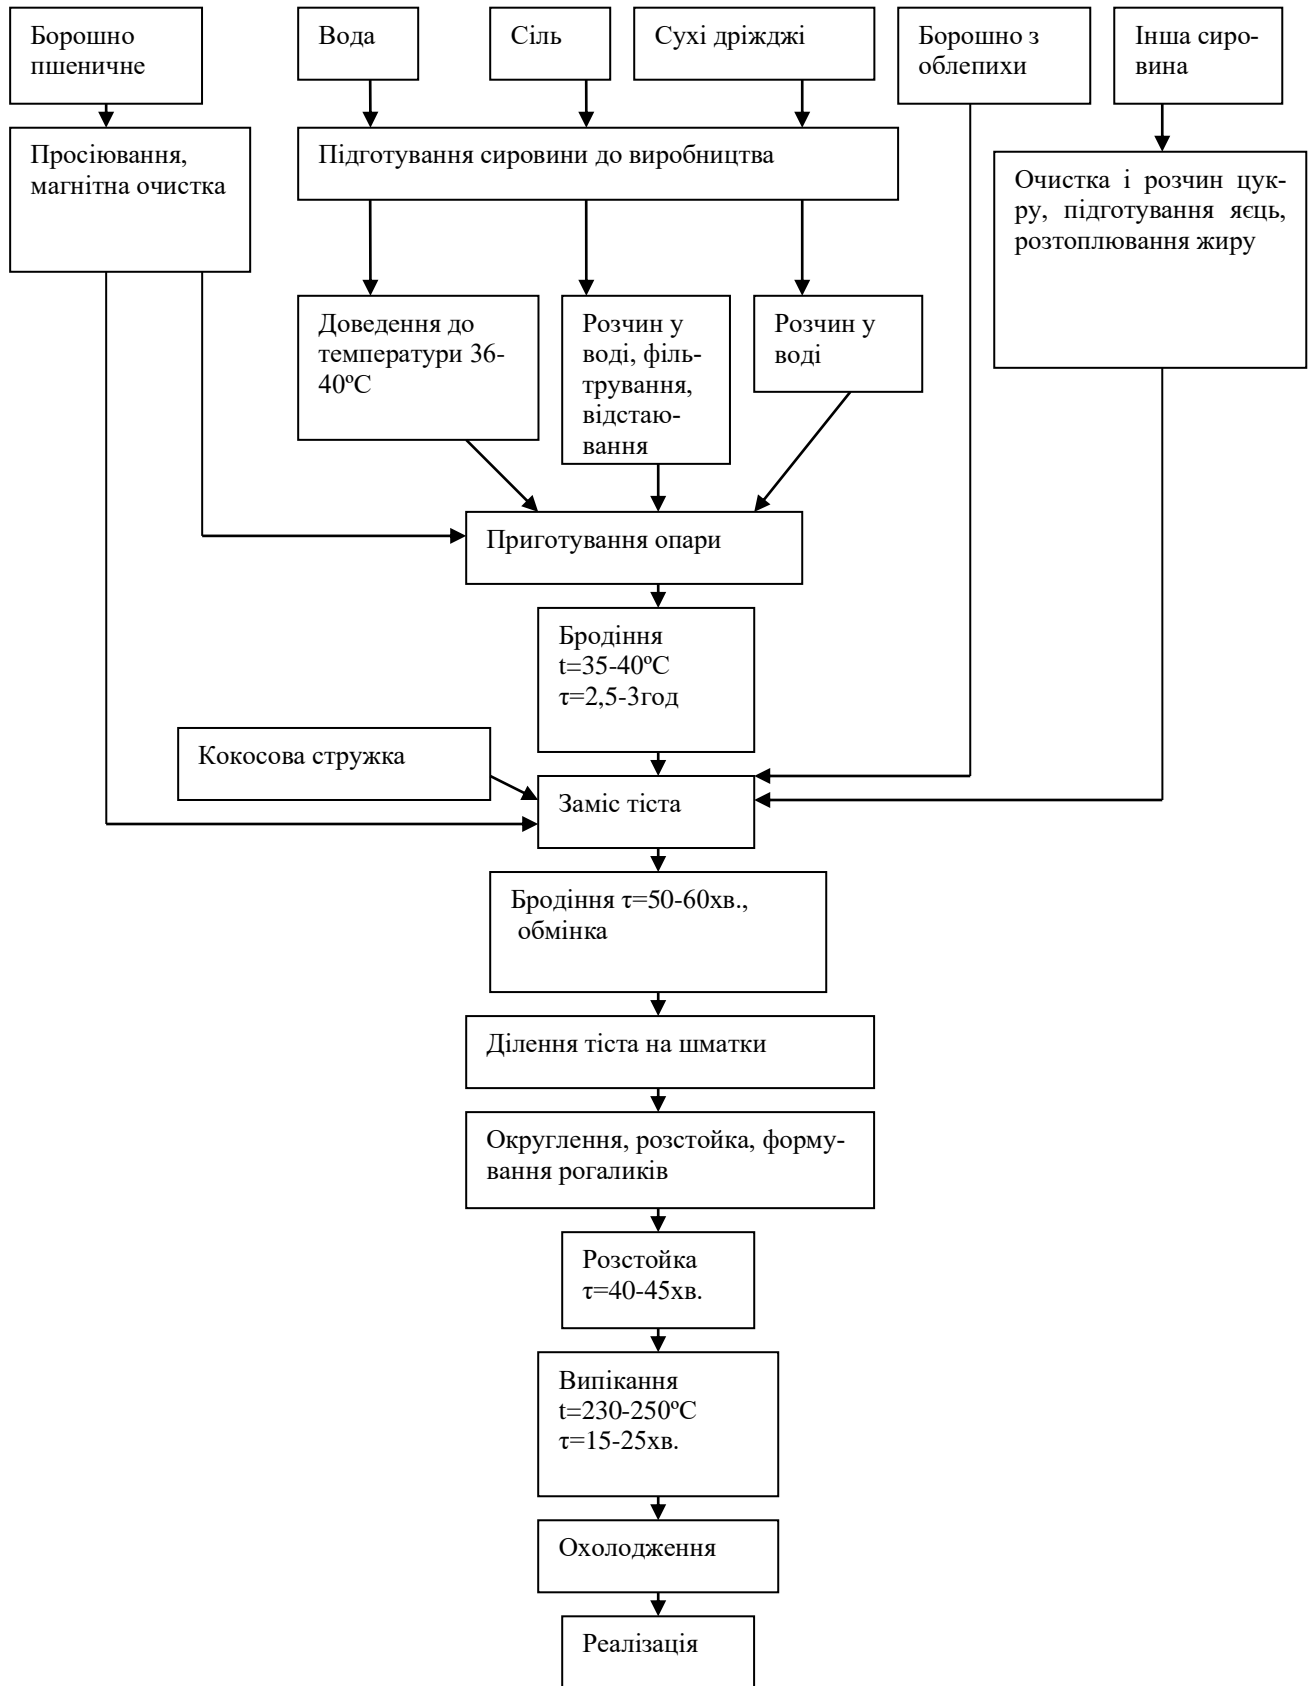 Борошно
пшеничне
Вода
Сіль
Сухі дріжджі
Борошно з
облепихи
Інша сиро-
вина
Просіювання,
магнітна очистка
Підготування сировини до виробництва
Очистка і розчин цук-
ру, підготування яєць,
розтоплювання жиру
Доведення до
температури 36-
40ºС
Розчин у
воді, філь-
трування,
відстаю-
вання
Розчин у
воді
Приготування опари
Бродіння
t=35-40ºС
τ=2,5-3год
Кокосова стружка
Заміс тіста
Бродіння τ=50-60хв.,
обмінка
Ділення тіста на шматки
Округлення, розстойка, форму-
вання рогаликів
Розстойка
τ=40-45хв.
Випікання
t=230-250ºС
τ=15-25хв.
Охолодження
Реалізація